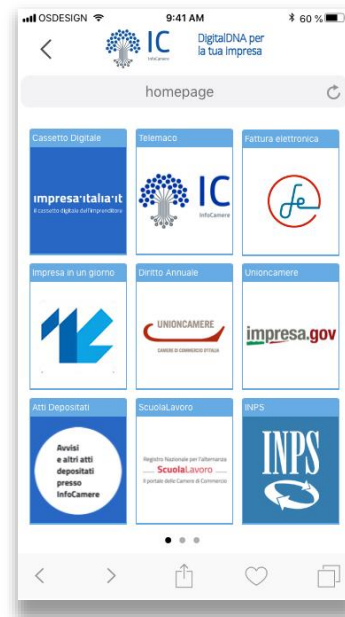 OSDESIGN
9:41 AM
60 %
IC
InfoCamere
DigitalDNA per
la tua impresa
homepage
Cassetto Digitale
Telemaco
Fattura elettronica
impresa·italia·it
il cassetto digitale dell'imprenditore
IC
InfoCamere
fe
Impresa in un giorno
Diritto Annuale
Unioncamere
UNIONCAMERE
CAMERE DI COMMERCIO D'ITALIA
impresa.gov
Atti Depositati
ScuolaLavoro
INPS
Avvisi
e altri atti
depositati
presso
InfoCamere
Registro Nazionale per l'alternanza
ScuolaLavoro
Il portale delle Camere di Commercio
INPS